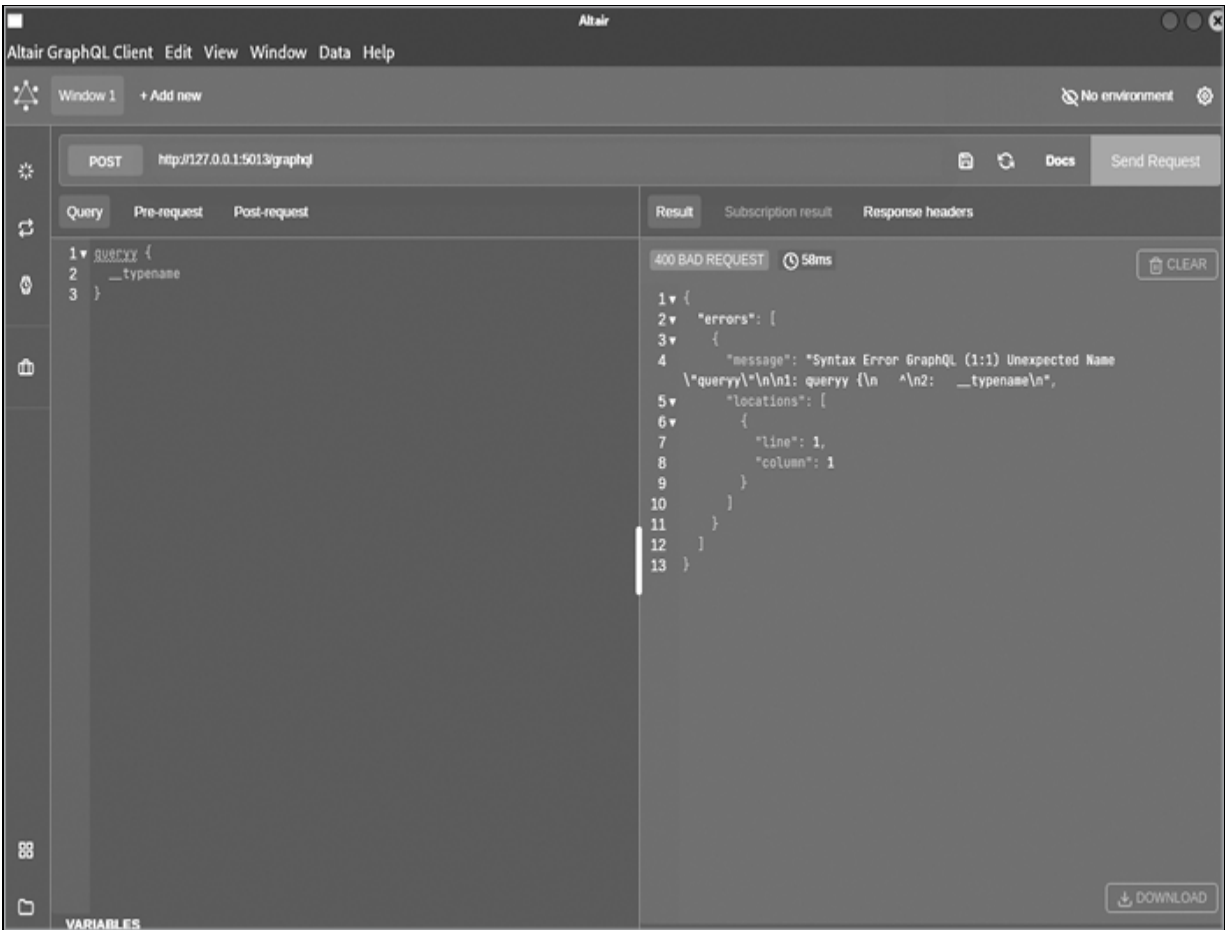 Altair
Altair GraphQL Client Edit View Window Data Help
Window 1 + Add new No environment
POST http://127.0.0.1:5013/graphql Docs Send Request
Query Pre-request Post-request
1 queryy {
2 __typename
3 }
VARIABLES
Result Subscription result Response headers
400 BAD REQUEST 58ms CLEAR
1 {
2 "errors": [
3 {
4 "message": "Syntax Error GraphQL (1:1) Unexpected Name
\"queryy\"\n\n1: queryy {\n   ^\n2:   __typename\n",
5 "locations": [
6 {
7 "line": 1,
8 "column": 1
9 }
10 ]
11 }
12 ]
13 }
DOWNLOAD